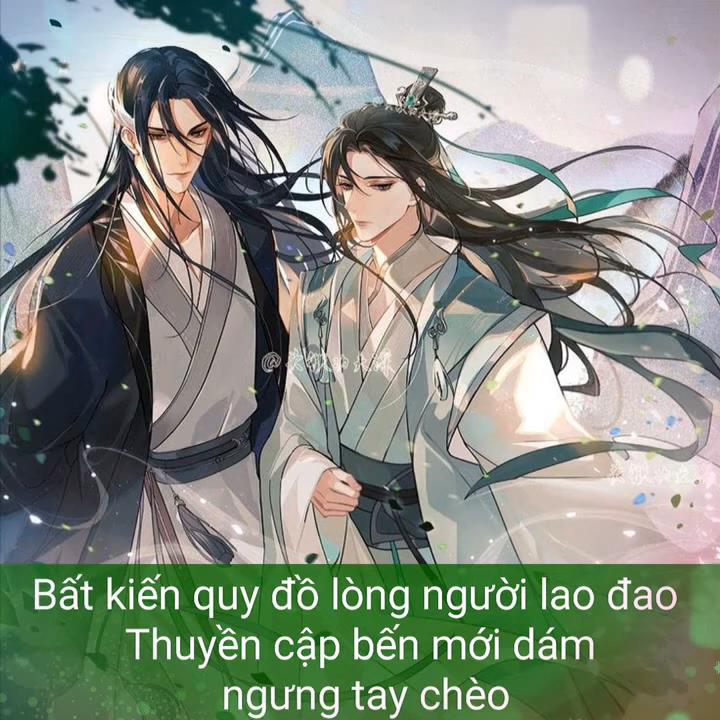 Bất kiến quy đồ lòng người lao đao
Thuyền cập bến mới dám
ngưng tay chèo